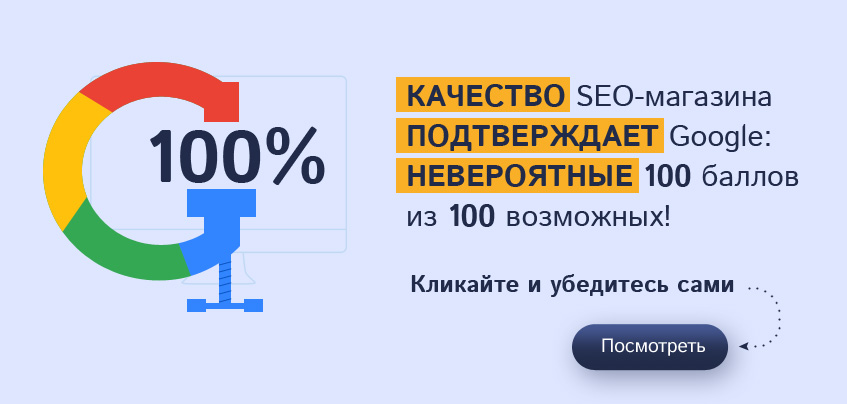 100%
КАЧЕСТВО SEO-магазина
ПОДТВЕРЖДАЕТ Google:
НЕВЕРОЯТНЫЕ 100 баллов
из 100 возможных!
Кликайте и убедитесь сами
Посмотреть